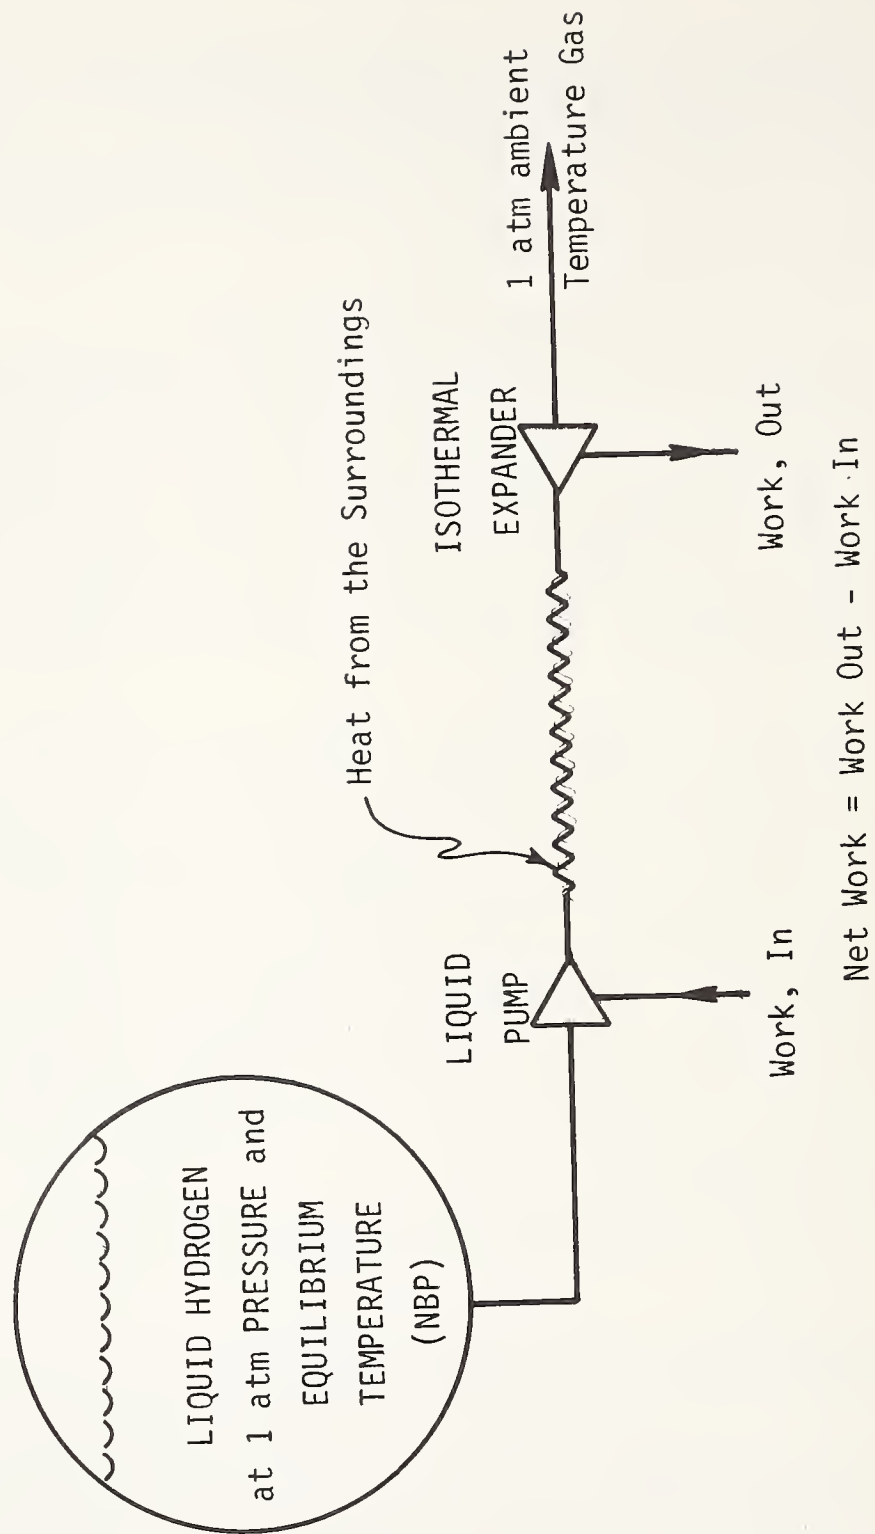 LIQUID HYDROGEN
at 1 atm PRESSURE and
EQUILIBRIUM
TEMPERATURE
(NBP)
LIQUID
PUMP
Work, In
Heat from the Surroundings
ISOTHERMAL
EXPANDER
Work, Out
1 atm ambient
Temperature Gas
Net Work = Work Out - Work In